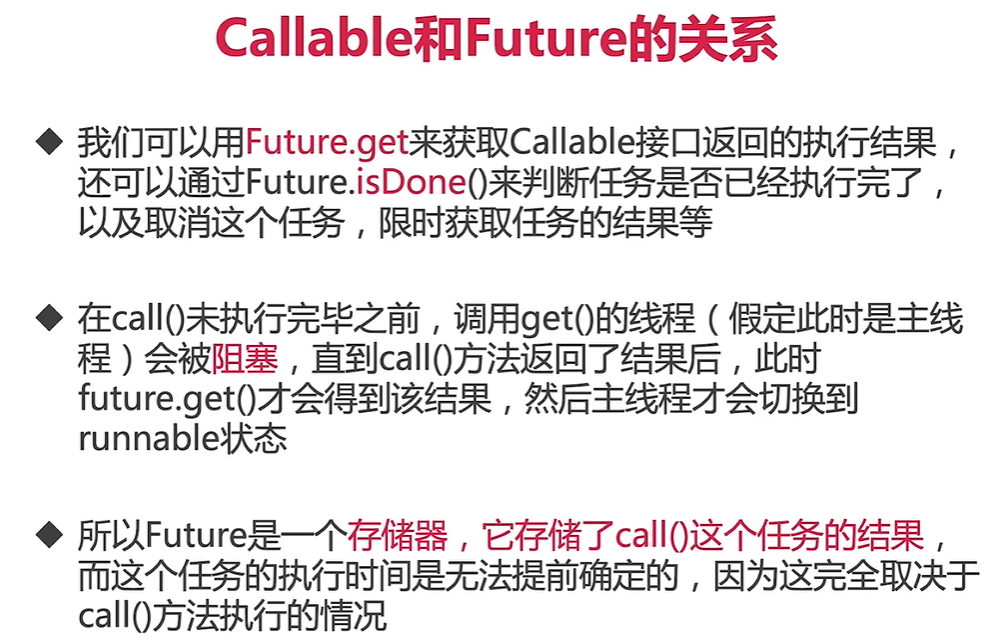 Callable和Future的关系
◆ 我们可以用Future.get来获取Callable接口返回的执行结果，
还可以通过Future.isDone()来判断任务是否已经执行完了，
以及取消这个任务，限时获取任务的结果等
◆ 在call()未执行完毕之前，调用get()的线程（假定此时是主线
程）会被阻塞，直到call()方法返回了结果后，此时
future.get()才会得到该结果，然后主线程才会切换到
runnable状态
◆ 所以Future是一个存储器，它存储了call()这个任务的结果，
而这个任务的执行时间是无法提前确定的，因为这完全取决于
call()方法执行的情况